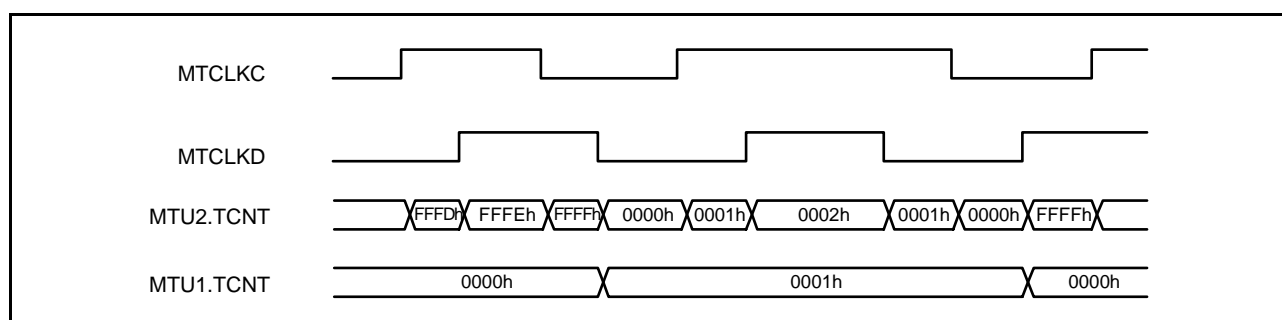 MTCLKC
MTCLKD
MTU2.TCNT FFFDh FFFEh FFFFh 0000h 0001h 0002h 0001h 0000h FFFFh
MTU1.TCNT 0000h 0001h 0000h